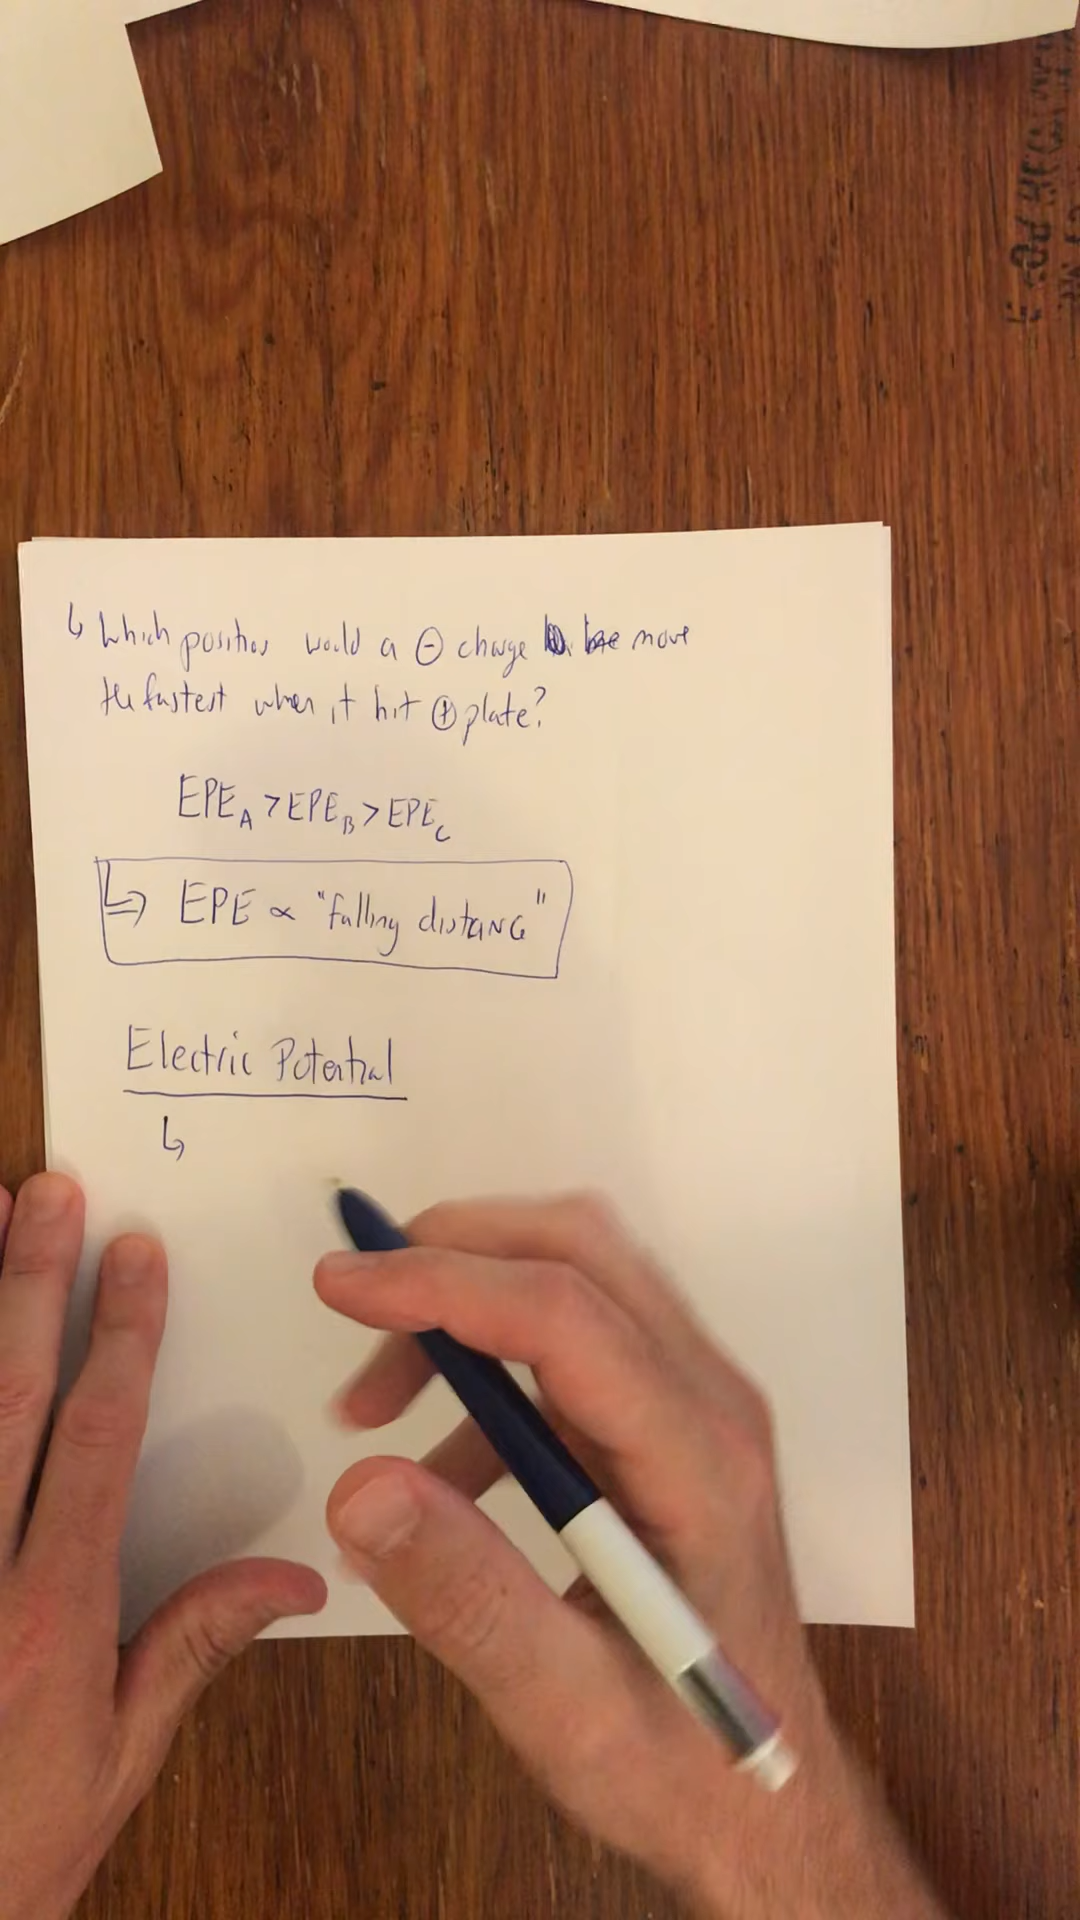 ↳ Which position would a ⊖ charge move
the fastest when it hit ⊕ plate?
EPE_A > EPE_B > EPE_C
↳ EPE ∝ "falling distance"
Electric Potential
↳